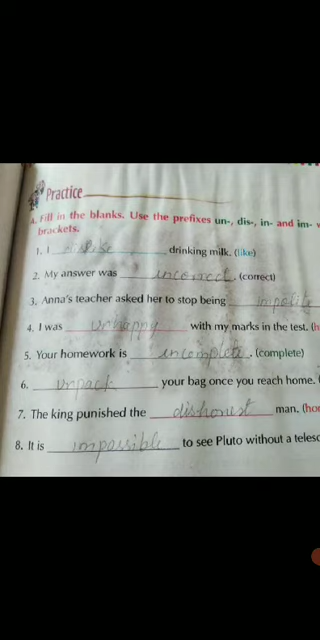 Practice
A. Fill in the blanks. Use the prefixes un-, dis-, in- and im-
brackets.
1. I dislike drinking milk. (like)
2. My answer was incorrect. (correct)
3. Anna's teacher asked her to stop being impolite
4. I was unhappy with my marks in the test. (h
5. Your homework is incomplete. (complete)
6. unpack your bag once you reach home. (
7. The king punished the dishonest man. (hon
8. It is impossible to see Pluto without a telesc